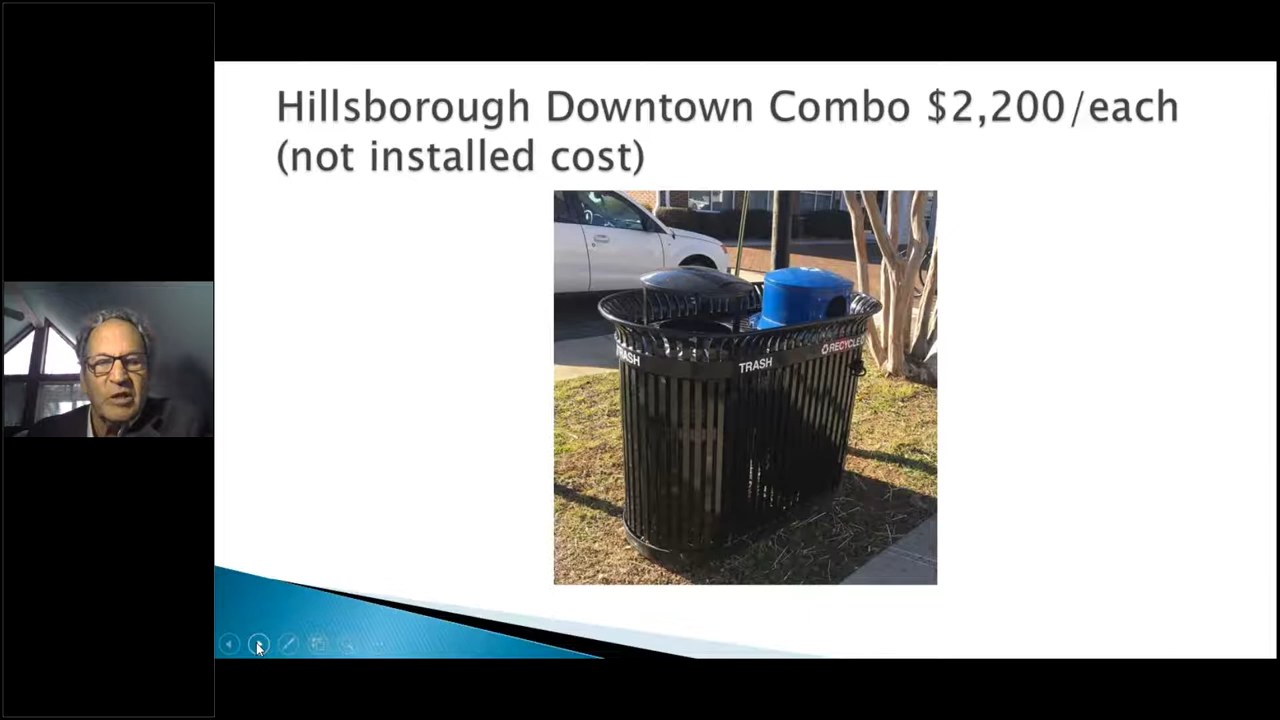 Hillsborough Downtown Combo $2,200/each
(not installed cost)
TRASH
TRASH
RECYCLE